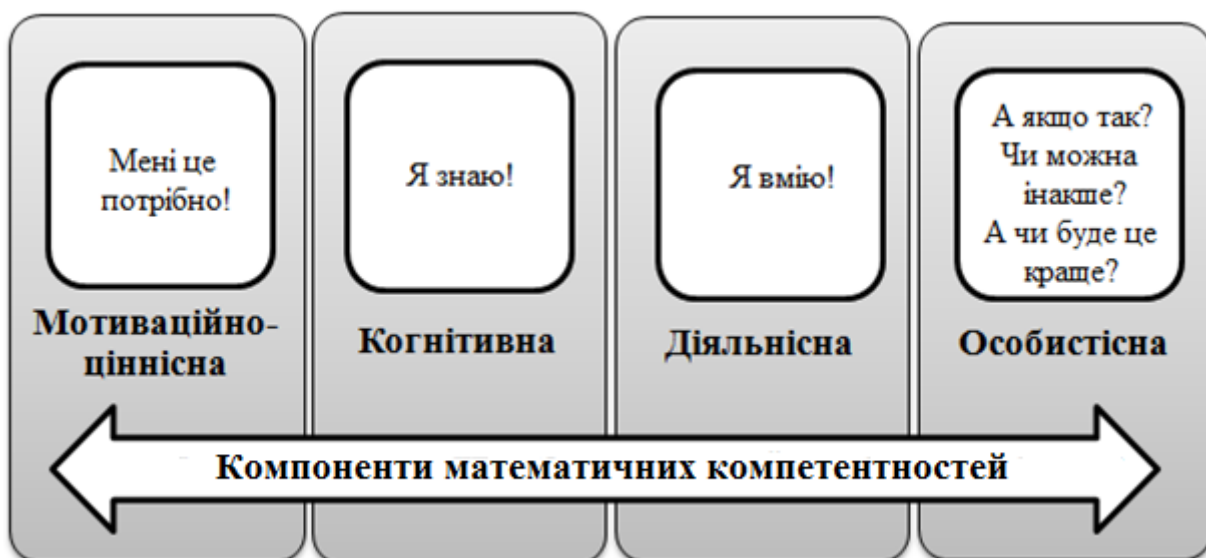 Мені це
потрібно!
Мотиваційно-
ціннісна
Я знаю!
Когнітивна
Я вмію!
Діяльнісна
А якщо так?
Чи можна
інакше?
А чи буде це
краще?
Особистісна
Компоненти математичних компетентностей